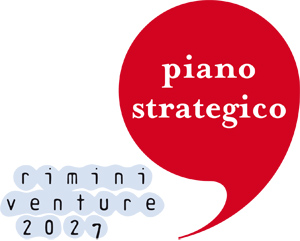 piano
strategico
rimini
venture
2027